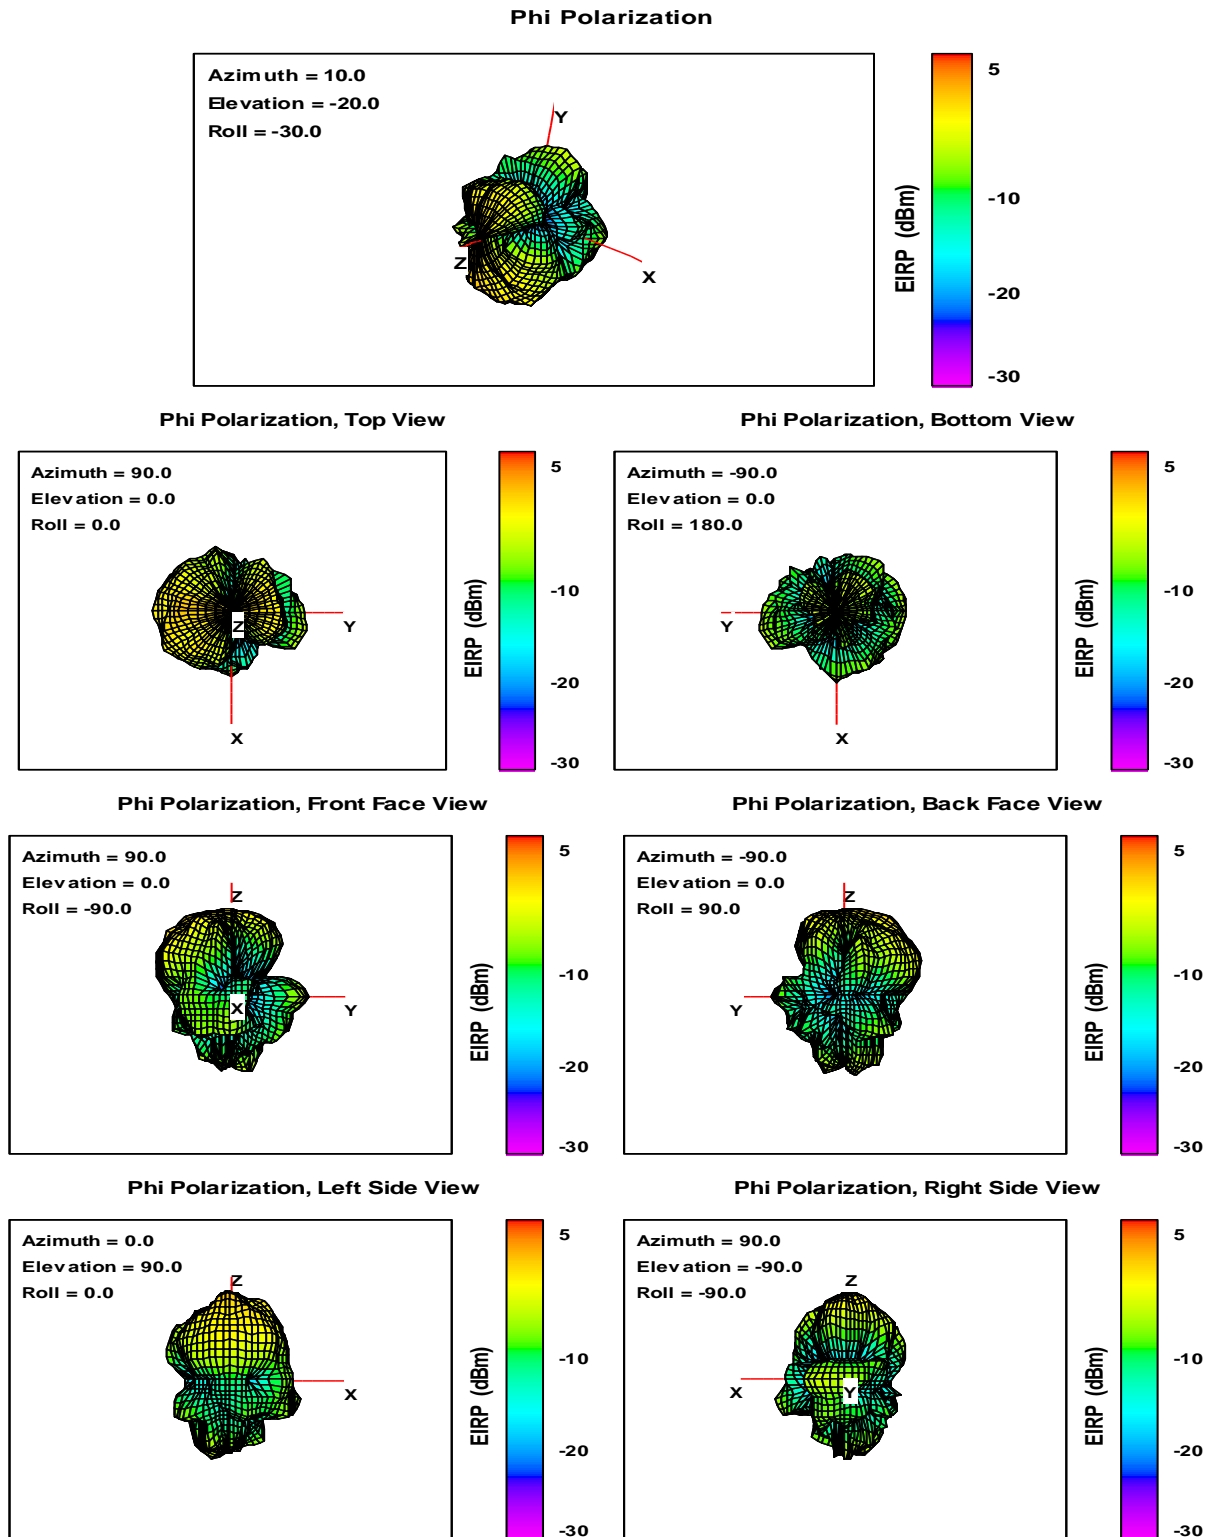 Phi Polarization
Azimuth = 10.0
Elevation = -20.0
Roll = -30.0
Y
Z
X
EIRP (dBm)
5
-10
-20
-30
Phi Polarization, Top View
Azimuth = 90.0
Elevation = 0.0
Roll = 0.0
Z
Y
X
EIRP (dBm)
5
-10
-20
-30
Phi Polarization, Bottom View
Azimuth = -90.0
Elevation = 0.0
Roll = 180.0
Y
X
EIRP (dBm)
5
-10
-20
-30
Phi Polarization, Front Face View
Azimuth = 90.0
Elevation = 0.0
Roll = -90.0
Z
X
Y
EIRP (dBm)
5
-10
-20
-30
Phi Polarization, Back Face View
Azimuth = -90.0
Elevation = 0.0
Roll = 90.0
Z
Y
EIRP (dBm)
5
-10
-20
-30
Phi Polarization, Left Side View
Azimuth = 0.0
Elevation = 90.0
Roll = 0.0
Z
X
EIRP (dBm)
5
-10
-20
-30
Phi Polarization, Right Side View
Azimuth = 90.0
Elevation = -90.0
Roll = -90.0
Z
X
Y
EIRP (dBm)
5
-10
-20
-30